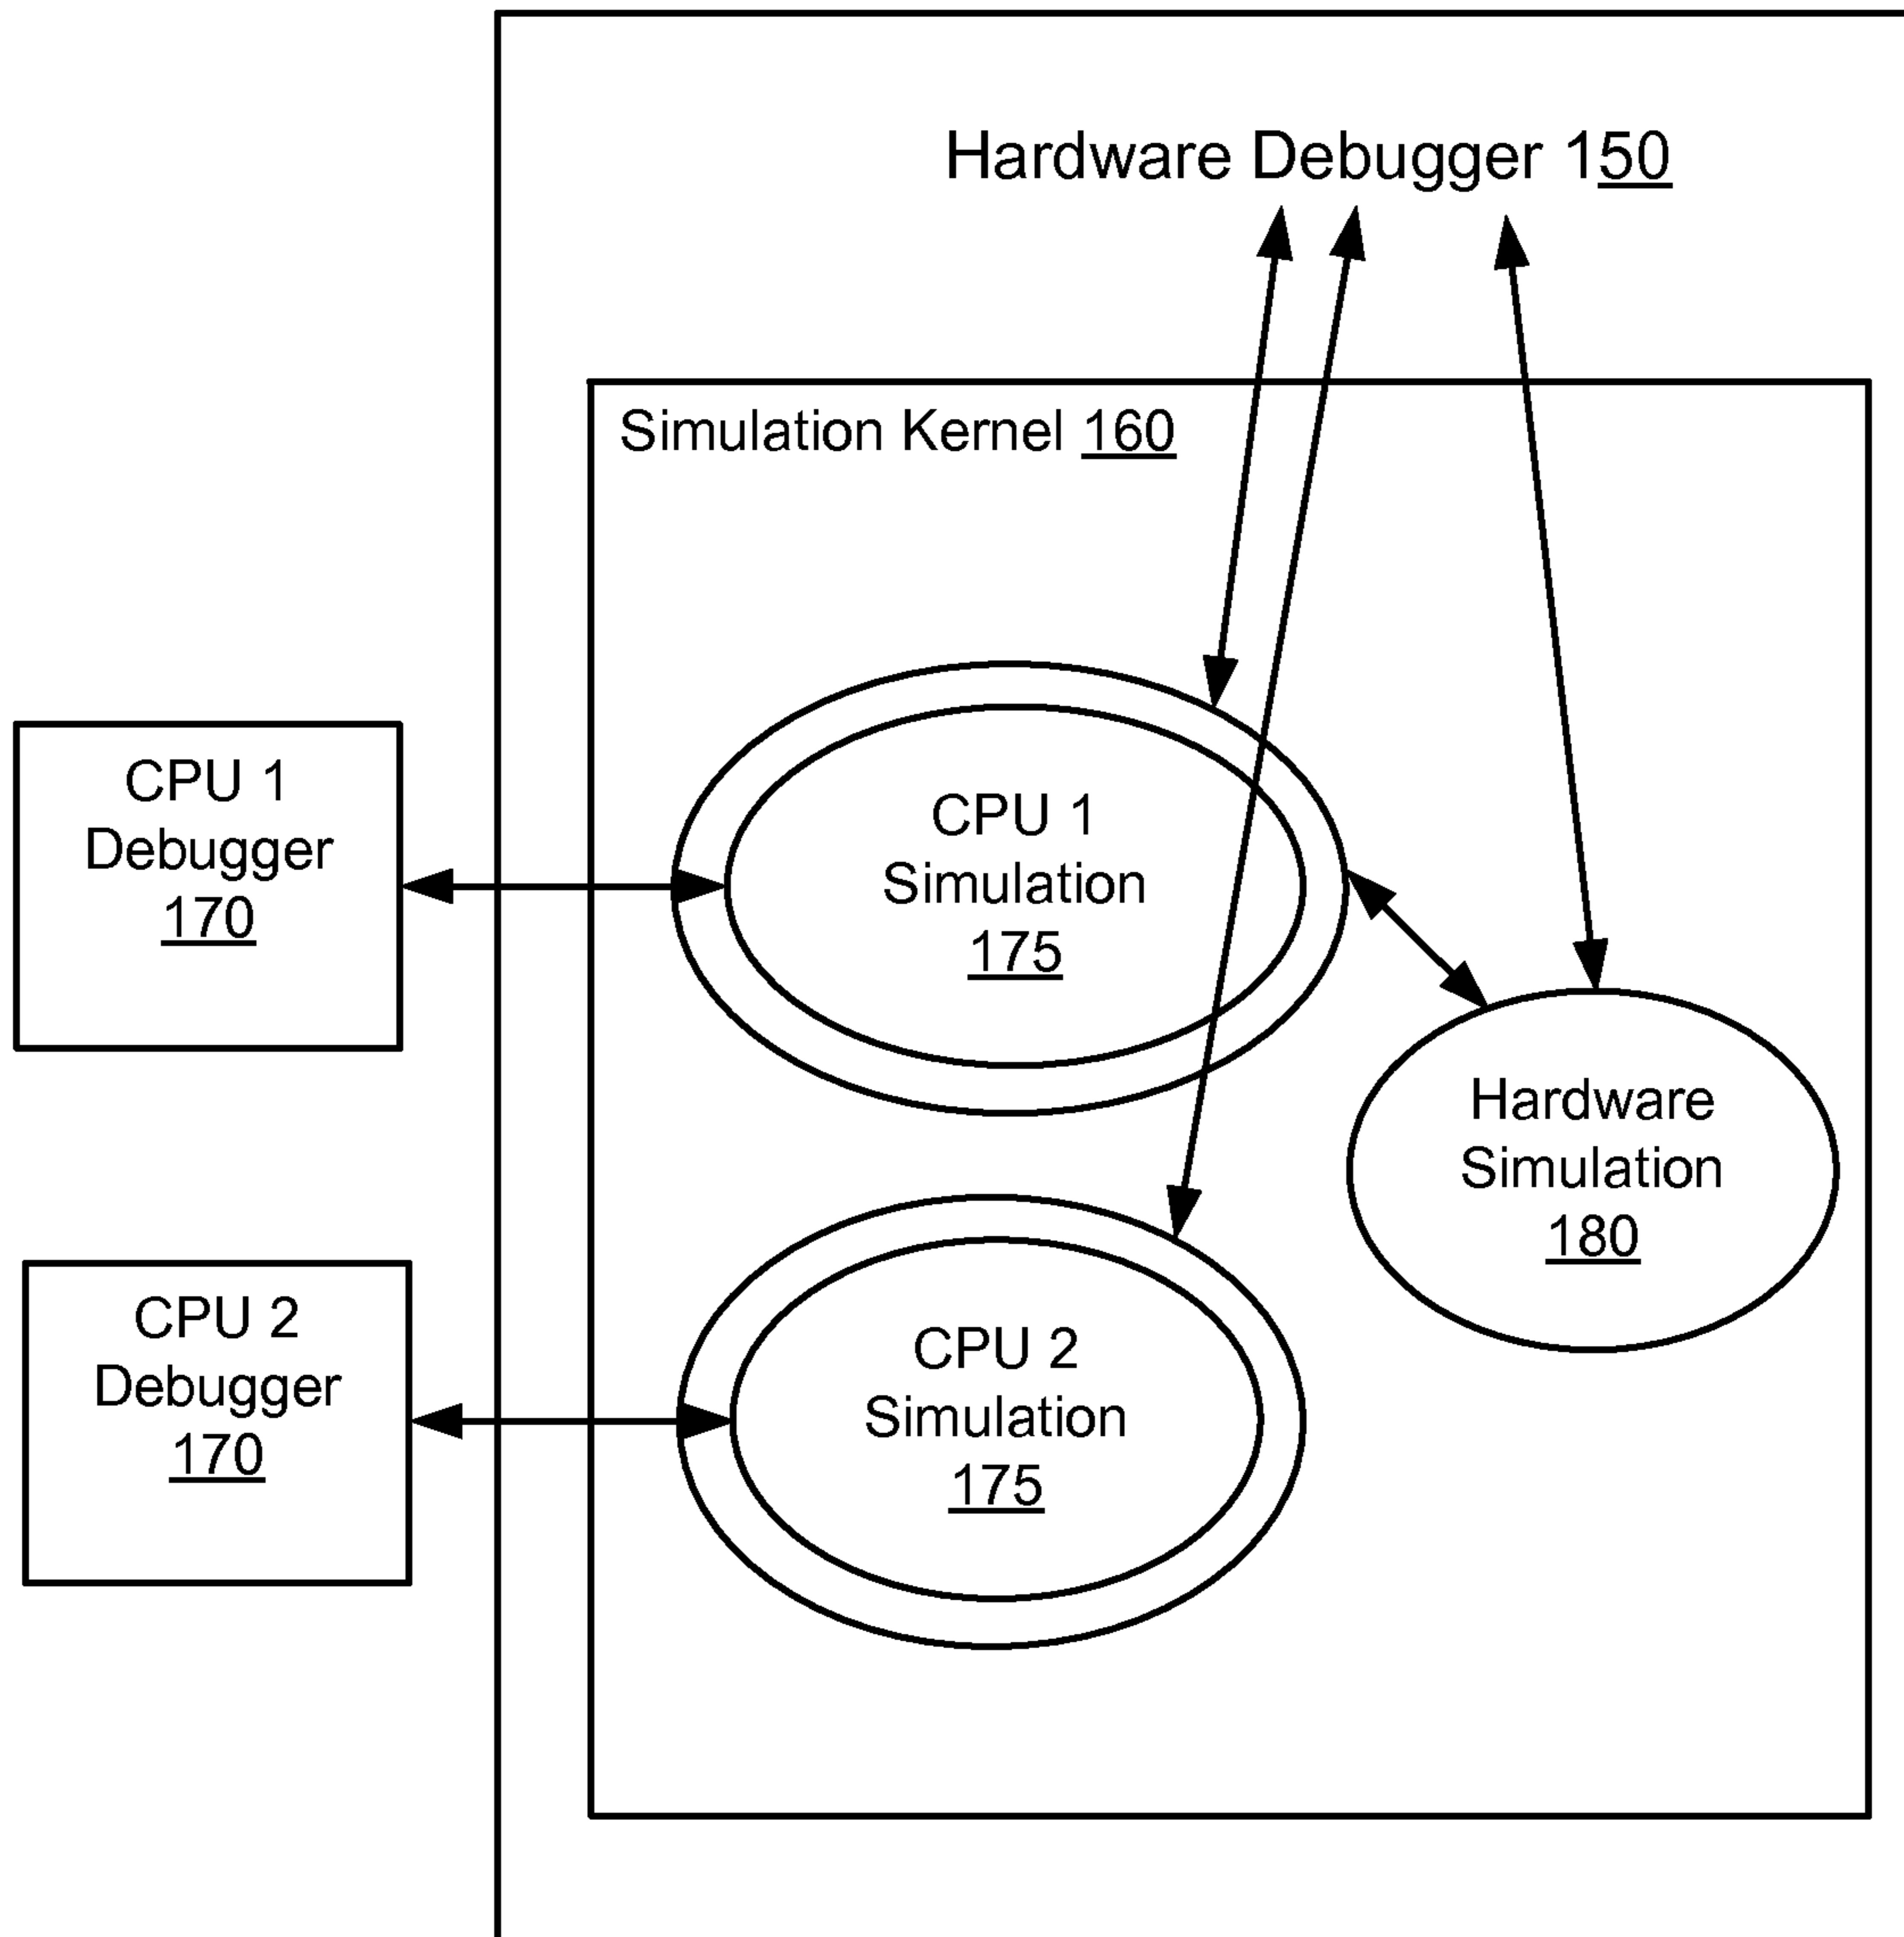 Hardware Debugger 150
Simulation Kernel 160
CPU 1
Debugger
170
CPU 1
Simulation
175
Hardware
Simulation
180
CPU 2
Debugger
170
CPU 2
Simulation
175